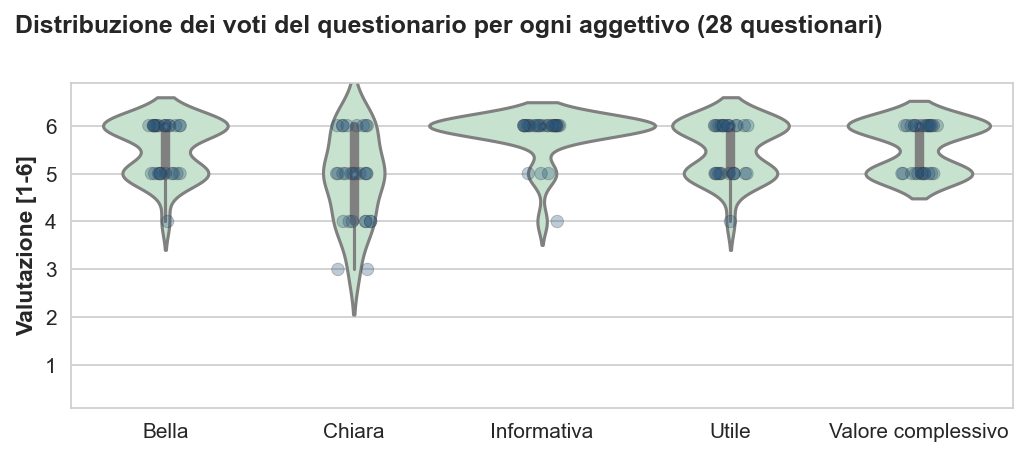 Distribuzione dei voti del questionario per ogni aggettivo (28 questionari)
Valutazione [1-6]
6
5
4
3
2
1
Bella Chiara Informativa Utile Valore complessivo